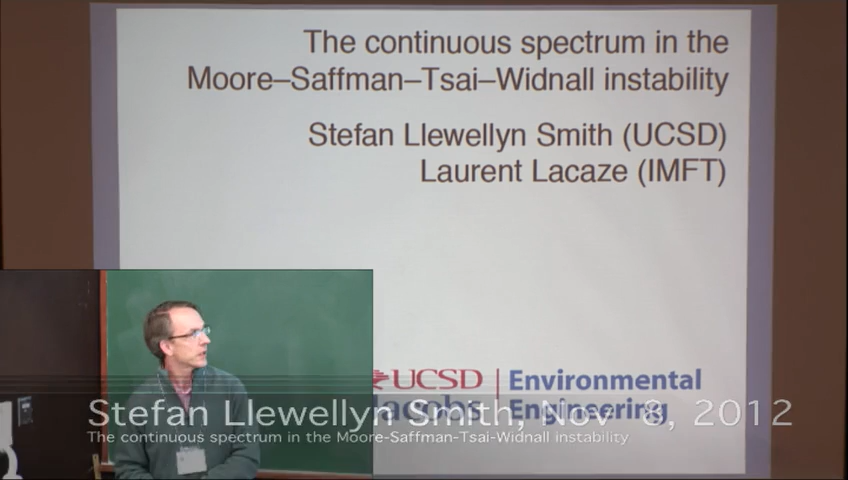 The continuous spectrum in the
Moore–Saffman–Tsai–Widnall instability
Stefan Llewellyn Smith (UCSD)
Laurent Lacaze (IMFT)
UCSD Environmental
Jacobs Engineering
Stefan Llewellyn Smith, Nov 8, 2012
The continuous spectrum in the Moore-Saffman-Tsai-Widnall instability